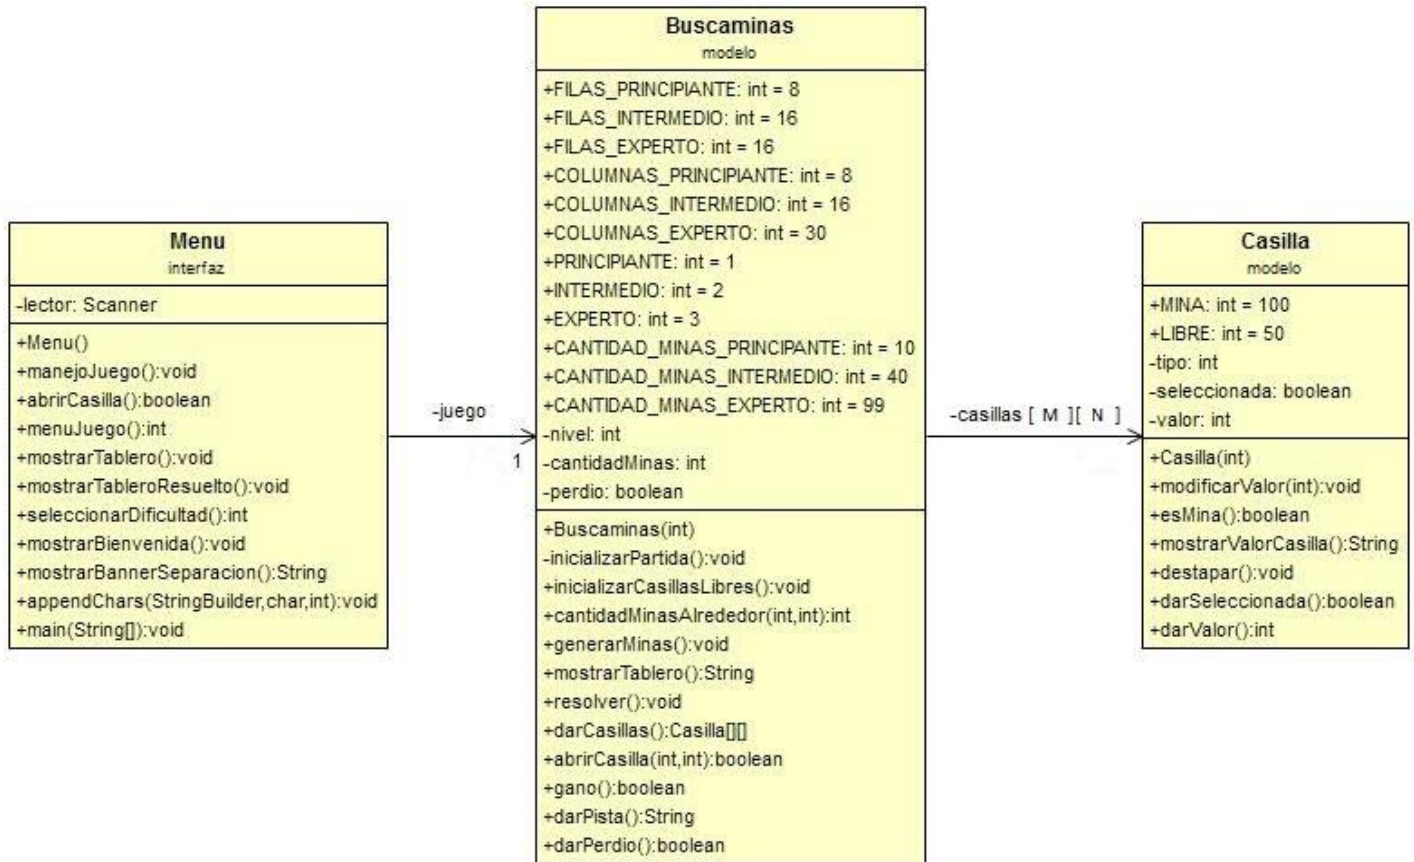 Menu
interfaz
-lector: Scanner
+Menu()
+manejoJuego():void
+abrirCasilla():boolean
+menuJuego():int
+mostrarTablero():void
+mostrarTableroResuelto():void
+seleccionarDificultad():int
+mostrarBienvenida():void
+mostrarBannerSeparacion():String
+appendChars(StringBuilder,char,int):void
+main(String[]):void
-juego
1
Buscaminas
modelo
+FILAS_PRINCIPIANTE: int = 8
+FILAS_INTERMEDIO: int = 16
+FILAS_EXPERTO: int = 16
+COLUMNAS_PRINCIPIANTE: int = 8
+COLUMNAS_INTERMEDIO: int = 16
+COLUMNAS_EXPERTO: int = 30
+PRINCIPIANTE: int = 1
+INTERMEDIO: int = 2
+EXPERTO: int = 3
+CANTIDAD_MINAS_PRINCIPANTE: int = 10
+CANTIDAD_MINAS_INTERMEDIO: int = 40
+CANTIDAD_MINAS_EXPERTO: int = 99
-nivel: int
-cantidadMinas: int
-perdio: boolean
+Buscaminas(int)
-inicializarPartida():void
+inicializarCasillasLibres():void
+cantidadMinasAlrededor(int,int):int
+generarMinas():void
+mostrarTablero():String
+resolver():void
+darCasillas():Casilla[][]
+abrirCasilla(int,int):boolean
+gano():boolean
+darPista():String
+darPerdio():boolean
-casillas [ M ][ N ]
Casilla
modelo
+MINA: int = 100
+LIBRE: int = 50
-tipo: int
-seleccionada: boolean
-valor: int
+Casilla(int)
+modificarValor(int):void
+esMina():boolean
+mostrarValorCasilla():String
+destapar():void
+darSeleccionada():boolean
+darValor():int